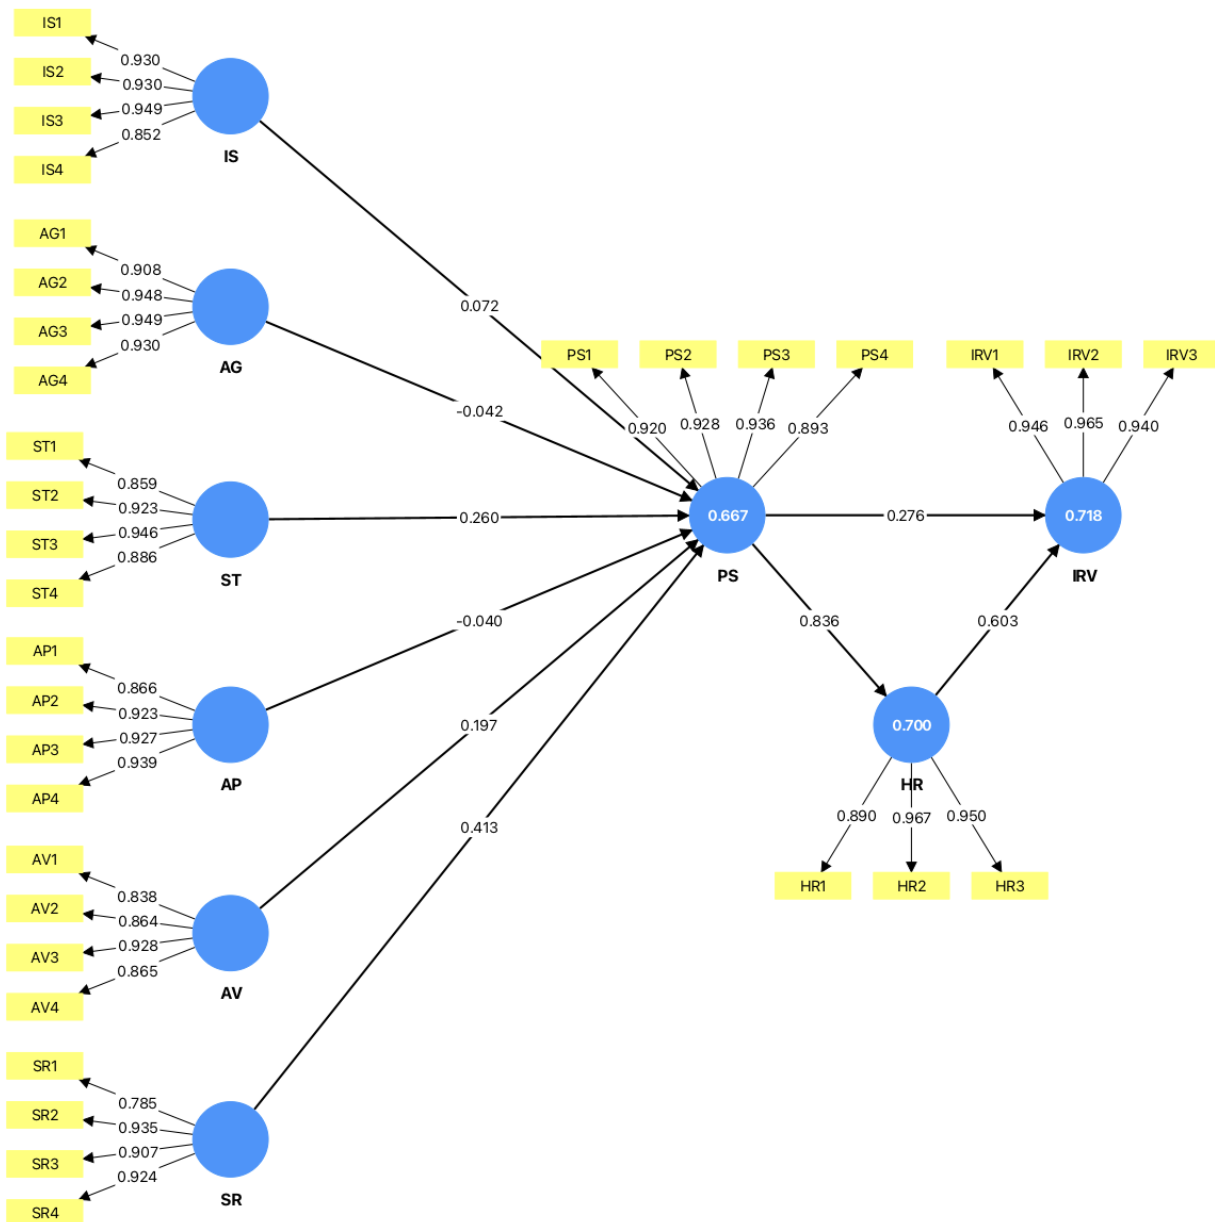 IS1
0.930
IS2
0.930
IS3
0.949
0.852
IS4
IS
AG1
0.908
AG2
0.948
AG3
0.949
0.930
AG4
AG
ST1
0.859
ST2
0.923
ST3
0.946
0.886
ST4
ST
AP1
0.866
AP2
0.923
AP3
0.927
0.939
AP4
AP
AV1
0.838
AV2
0.864
AV3
0.928
0.865
AV4
AV
SR1
0.785
SR2
0.935
SR3
0.907
0.924
SR4
SR
0.072
-0.042
0.260
-0.040
0.197
0.413
PS1 PS2 PS3 PS4
0.920 0.928 0.936 0.893
0.667
PS
0.276
0.836
IRV1 IRV2 IRV3
0.946 0.965 0.940
0.718
IRV
0.603
0.700
HR
0.890 0.967 0.950
HR1 HR2 HR3